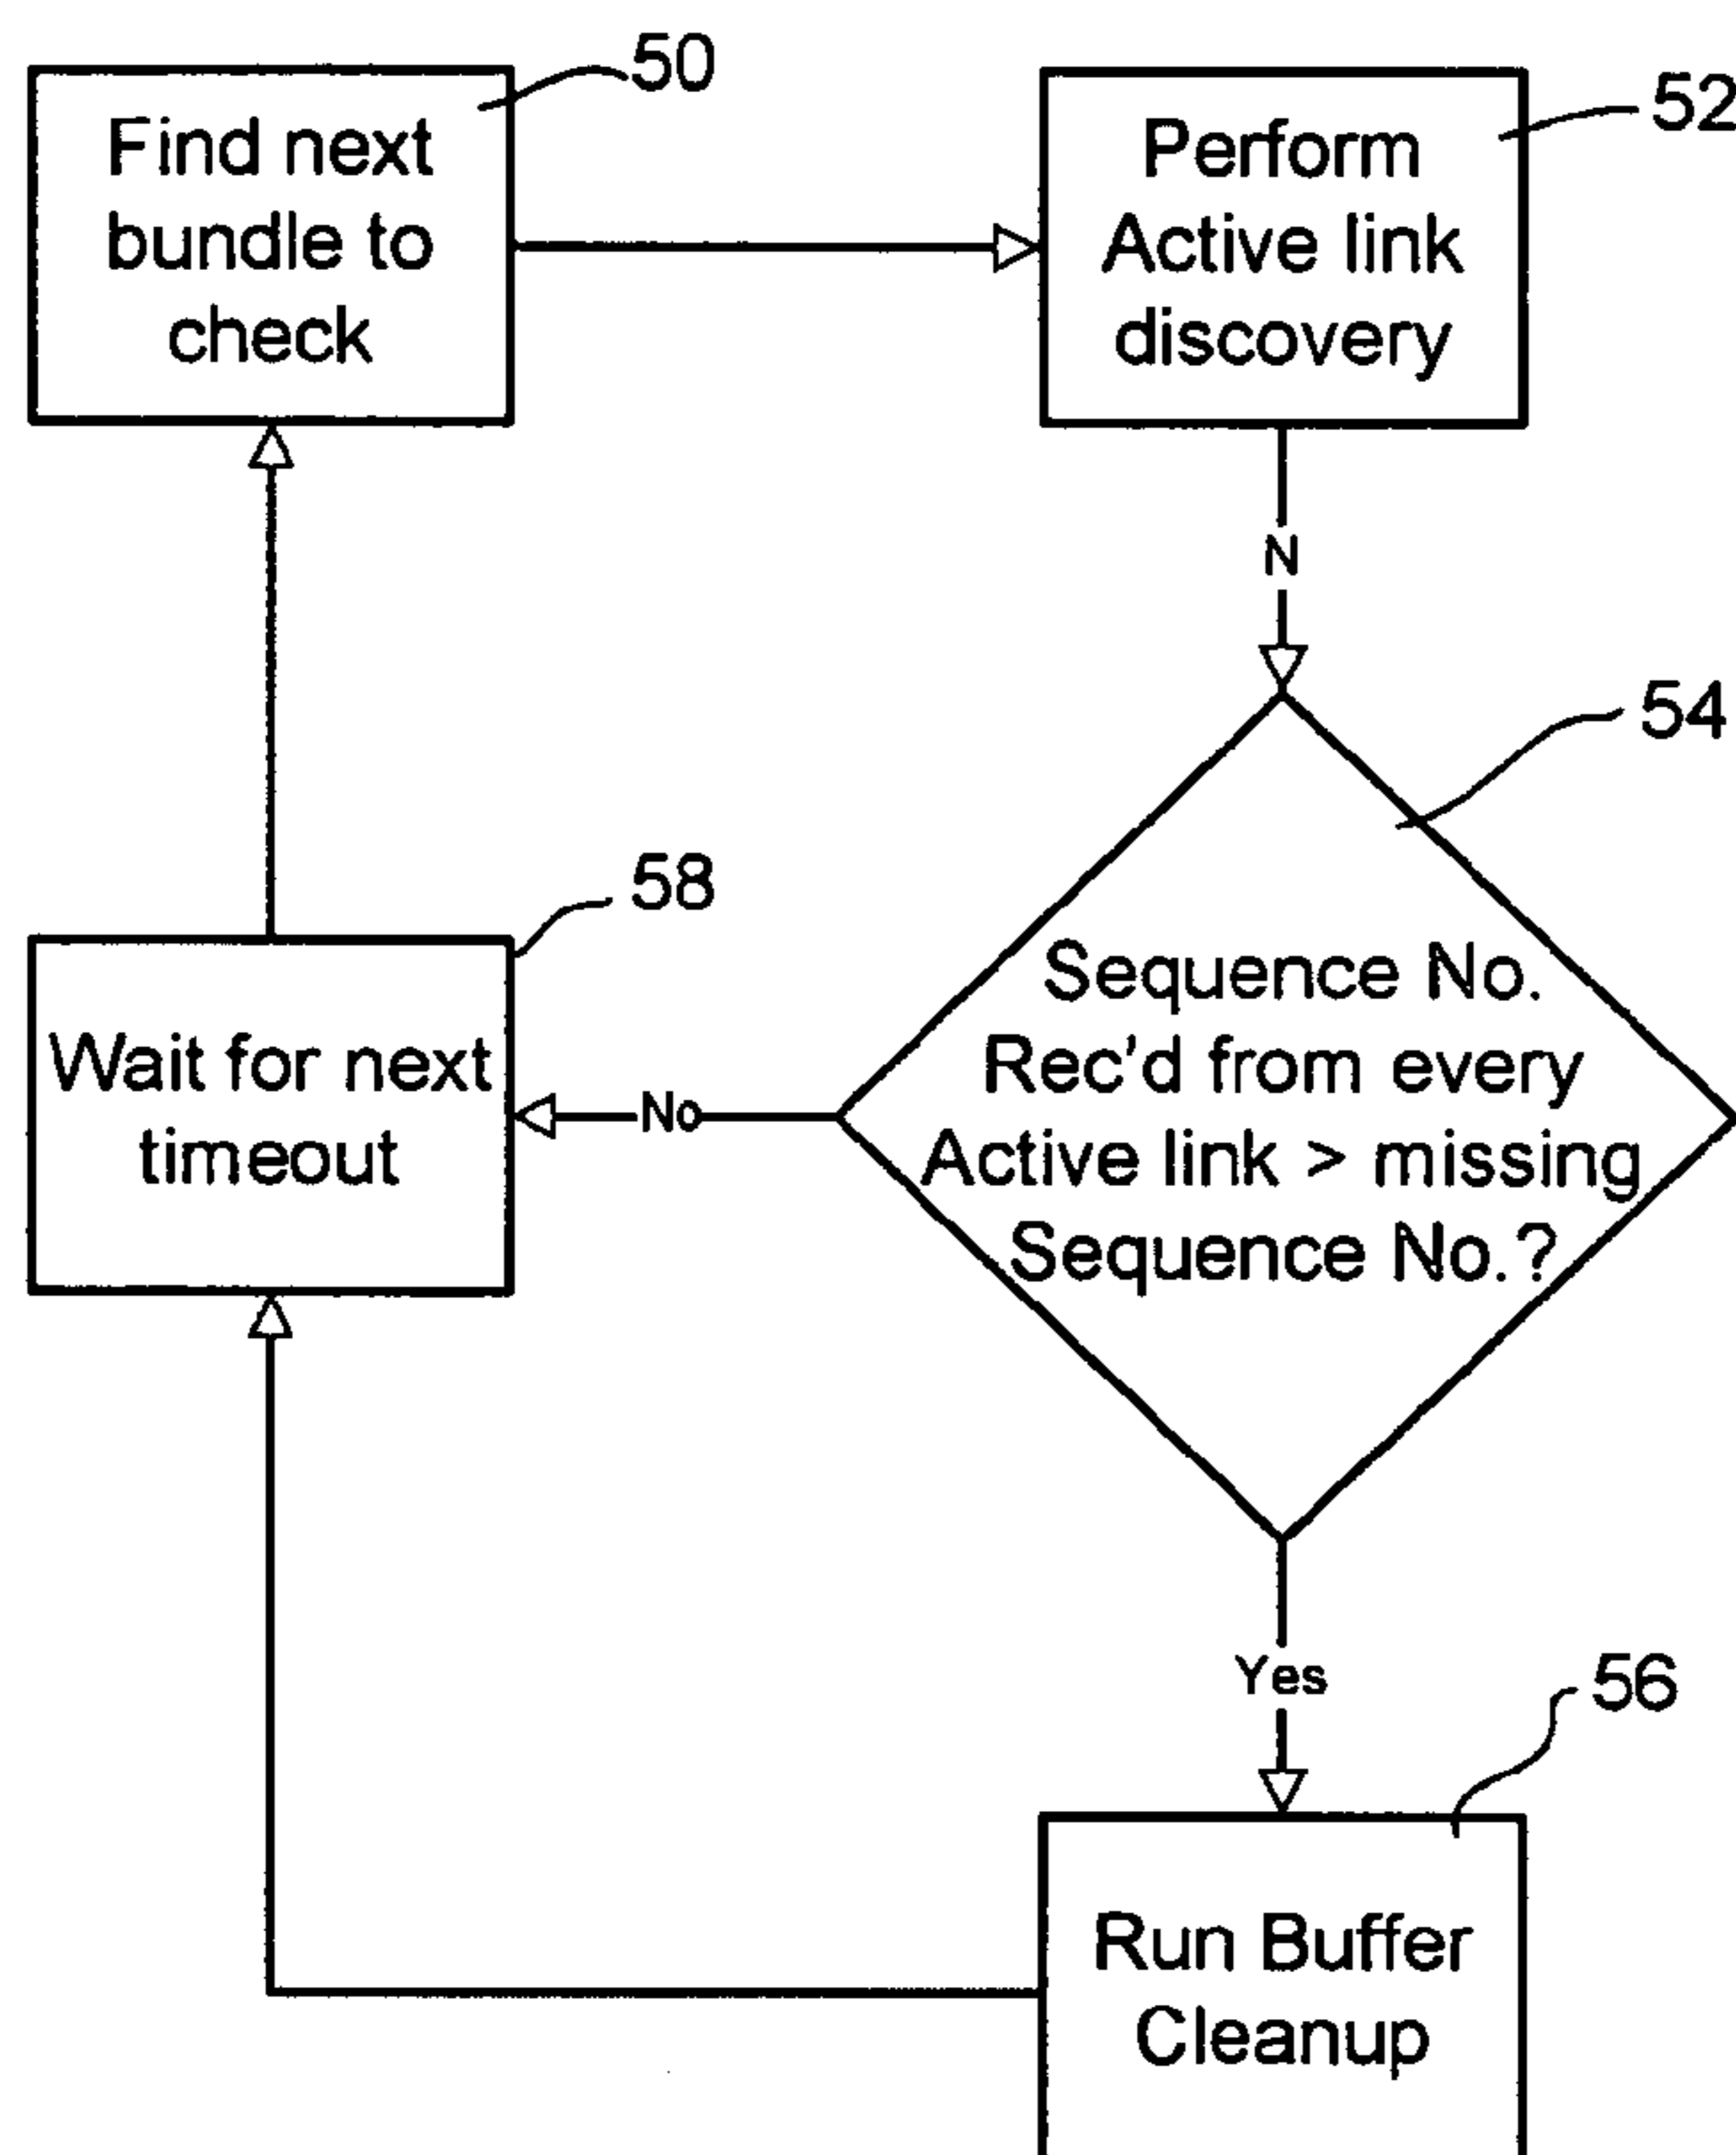 50
Find next
bundle to
check
52
Perform
Active link
discovery
N
54
Sequence No.
Rec'd from every
Active link > missing
Sequence No.?
58
Wait for next
timeout
No
Yes
56
Run Buffer
Cleanup